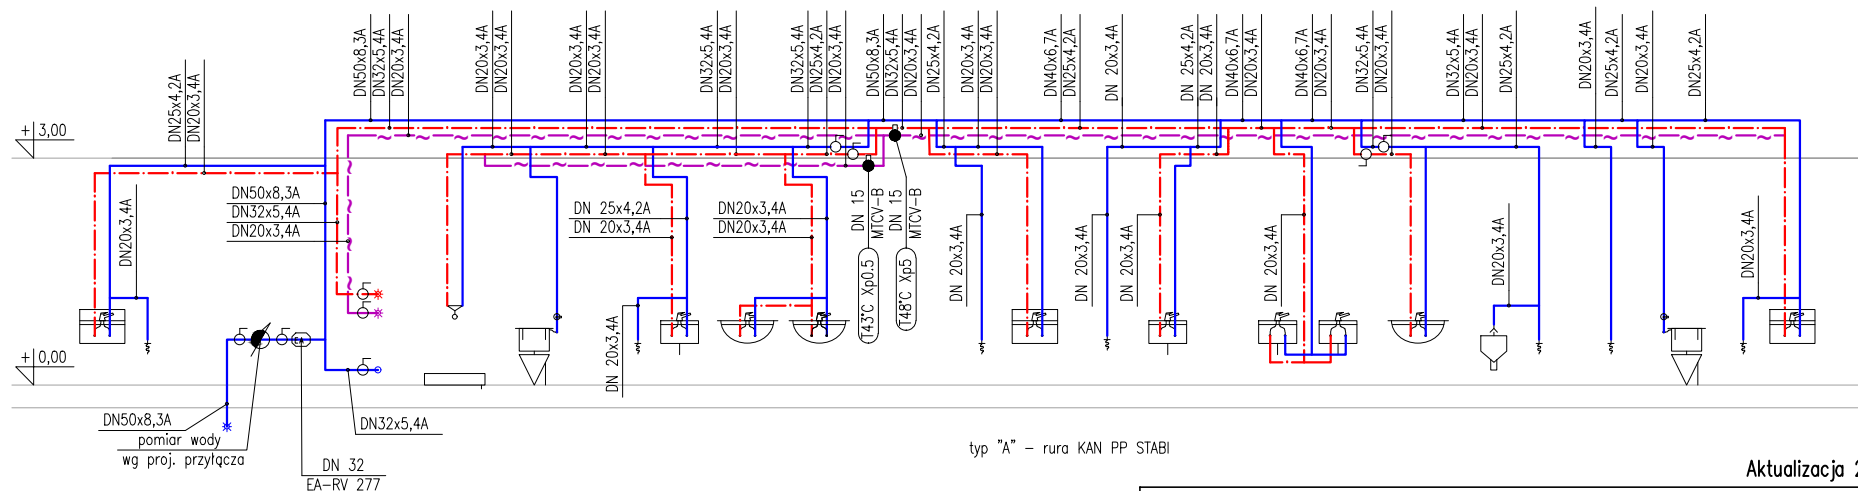 DN25x4,2A
DN20x3,4A
DN50x8,3A
DN32x5,4A
DN20x3,4A
DN20x3,4A
DN20x3,4A
DN20x3,4A
DN20x3,4A
DN32x5,4A
DN20x3,4A
DN32x5,4A
DN25x4,2A
DN20x3,4A
DN50x8,3A
DN32x5,4A
DN20x3,4A
DN25x4,2A
DN20x3,4A
DN20x3,4A
DN40x6,7A
DN25x4,2A
DN 20x3,4A
DN 25x4,2A
DN 20x3,4A
DN40x6,7A
DN20x3,4A
DN40x6,7A
DN20x3,4A
DN32x5,4A
DN20x3,4A
DN32x5,4A
DN20x3,4A
DN25x4,2A
DN20x3,4A
DN25x4,2A
DN20x3,4A
DN25x4,2A
+3,00
DN20x3,4A
DN50x8,3A
DN32x5,4A
DN20x3,4A
DN 25x4,2A
DN 20x3,4A
DN20x3,4A
DN20x3,4A
DN 15
MTCV-B
DN 15
MTCV-B
T43°C Xp0.5
T48°C Xp5
DN 20x3,4A
DN 20x3,4A
DN 20x3,4A
DN 20x3,4A
DN20x3,4A
DN20x3,4A
DN 20x3,4A
EA
+0,00
DN50x8,3A
pomiar wody
wg proj. przyłącza
DN32x5,4A
DN 32
EA-RV 277
typ "A" - rura KAN PP STABI
Aktualizacja 2